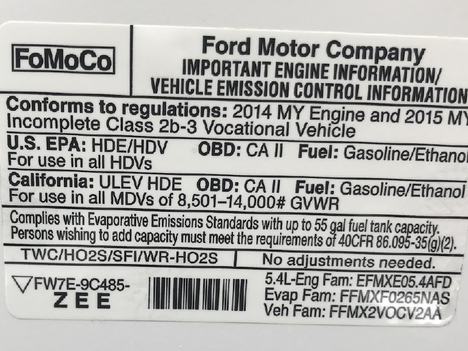 FoMoCo
Ford Motor Company
IMPORTANT ENGINE INFORMATION/
VEHICLE EMISSION CONTROL INFORMATION
Conforms to regulations: 2014 MY Engine and 2015 MY
Incomplete Class 2b-3 Vocational Vehicle
U.S. EPA: HDE/HDV OBD: CA II Fuel: Gasoline/Ethanol
For use in all HDVs
California: ULEV HDE OBD: CA II Fuel: Gasoline/Ethanol
For use in all MDVs of 8,501-14,000# GVWR
Complies with Evaporative Emissions Standards with up to 55 gal fuel tank capacity.
Persons wishing to add capacity must meet the requirements of 40CFR 86.095-35(g)(2).
TWC/HO2S/SFI/WR-HO2S No adjustments needed.
▽FW7E-9C485-
ZEE
5.4L-Eng Fam: EFMXE05.4AFD
Evap Fam: FFMXF0265NAS
Veh Fam: FFMX2VOCV2AA